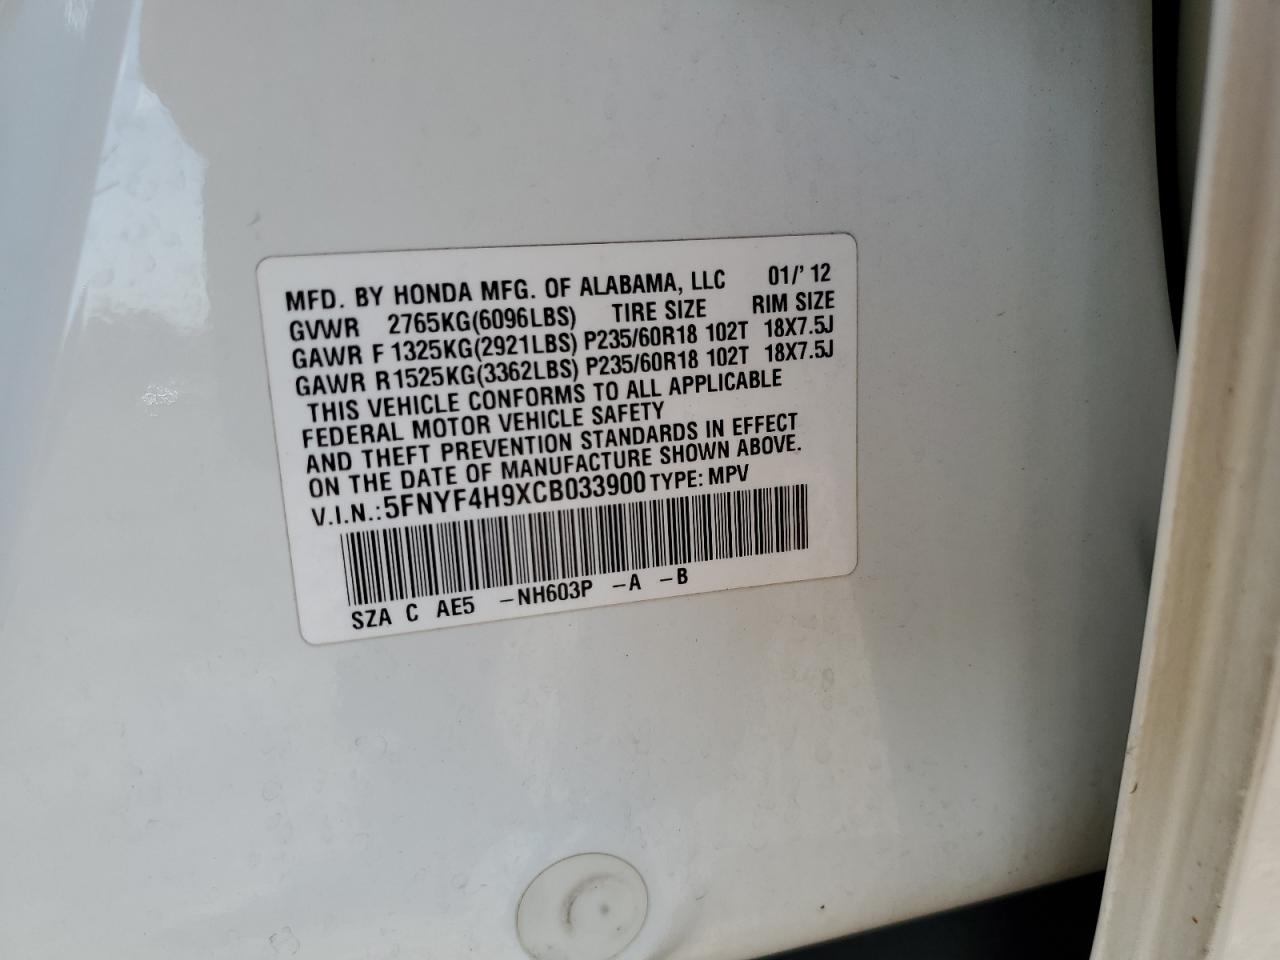 MFD. BY HONDA MFG. OF ALABAMA, LLC 01/' 12
GVWR 2765KG(6096LBS) TIRE SIZE RIM SIZE
GAWR F 1325KG(2921LBS) P235/60R18 102T 18X7.5J
GAWR R1525KG(3362LBS) P235/60R18 102T 18X7.5J
THIS VEHICLE CONFORMS TO ALL APPLICABLE
FEDERAL MOTOR VEHICLE SAFETY
AND THEFT PREVENTION STANDARDS IN EFFECT
ON THE DATE OF MANUFACTURE SHOWN ABOVE.
V.I.N.:5FNYF4H9XCB033900 TYPE: MPV
SZA C AE5 -NH603P -A -B